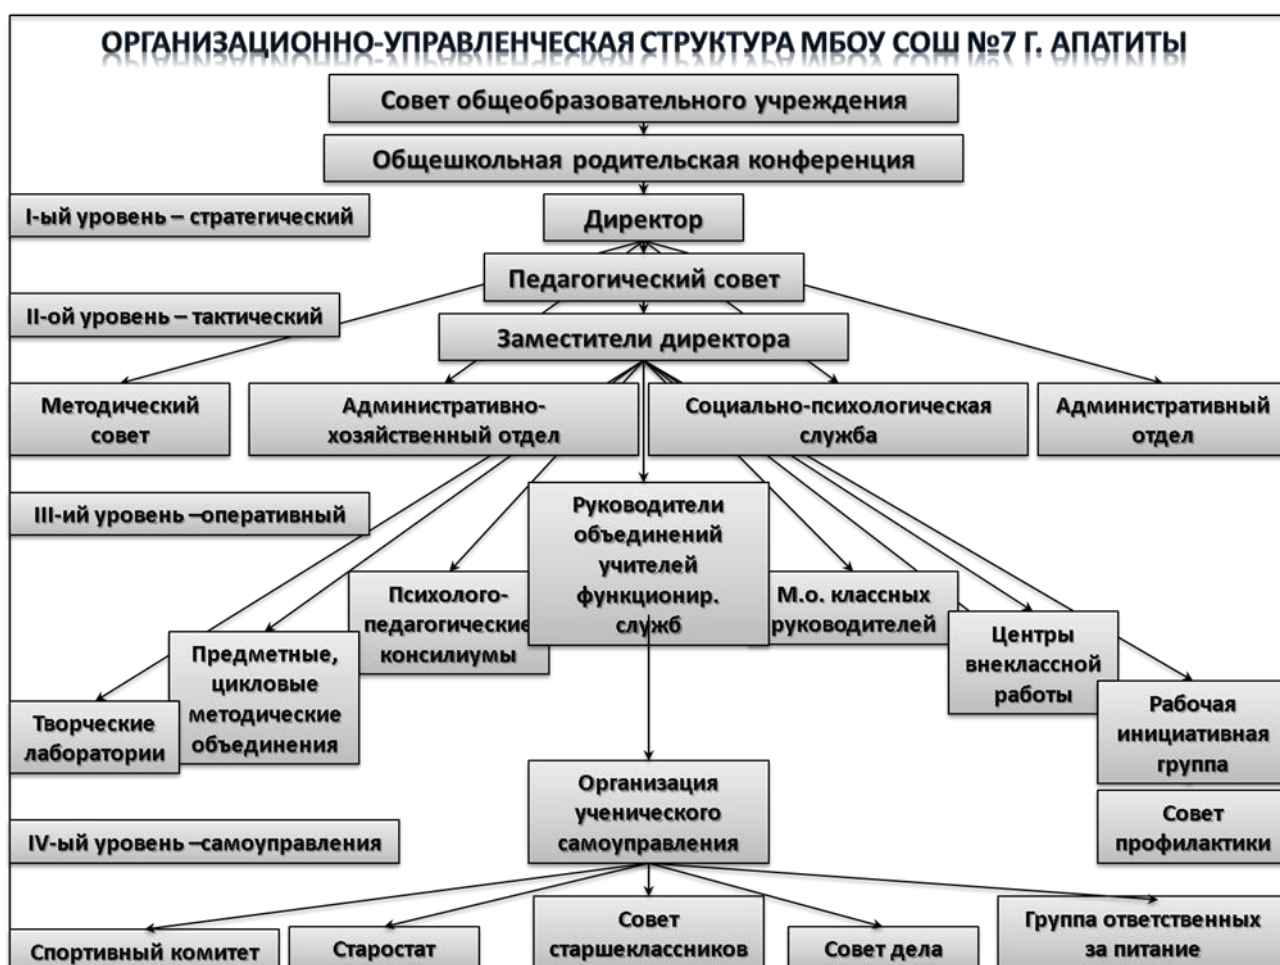 ОРГАНИЗАЦИОННО-УПРАВЛЕНЧЕСКАЯ СТРУКТУРА МБОУ СОШ №7 Г. АПАТИТЫ
Совет общеобразовательного учреждения
Общешкольная родительская конференция
I-ый уровень – стратегический
Директор
Педагогический совет
II-ой уровень – тактический
Заместители директора
Методический
совет
Административно-
хозяйственный отдел
Социально-психологическая
служба
Административный
отдел
III-ий уровень –оперативный
Руководители
объединений
учителей
функционир.
служб
Психолого-
педагогические
консилиумы
М.о. классных
руководителей
Центры
внеклассной
работы
Предметные,
цикловые
методические
объединения
Творческие
лаборатории
Рабочая
инициативная
группа
Организация
ученического
самоуправления
Совет
профилактики
IV-ый уровень –самоуправления
Спортивный комитет
Старостат
Совет
старшеклассников
Совет дела
Группа ответственных
за питание